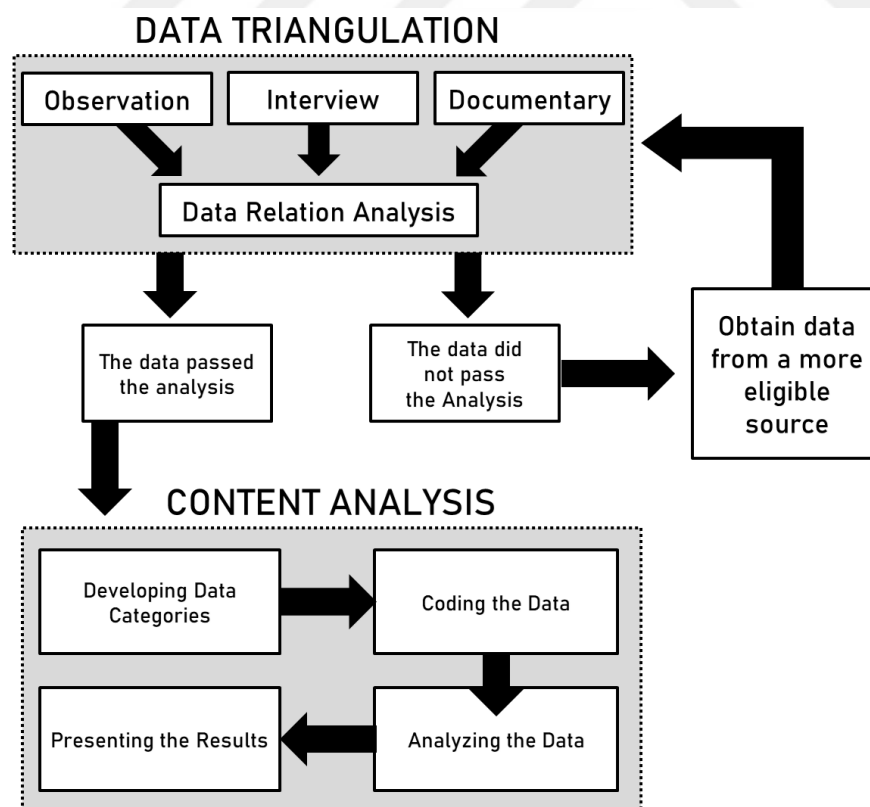 DATA TRIANGULATION
Observation
Interview
Documentary
Data Relation Analysis
The data passed
the analysis
The data did
not pass
the Analysis
Obtain data
from a more
eligible
source
CONTENT ANALYSIS
Developing Data
Categories
Coding the Data
Presenting the Results
Analyzing the Data